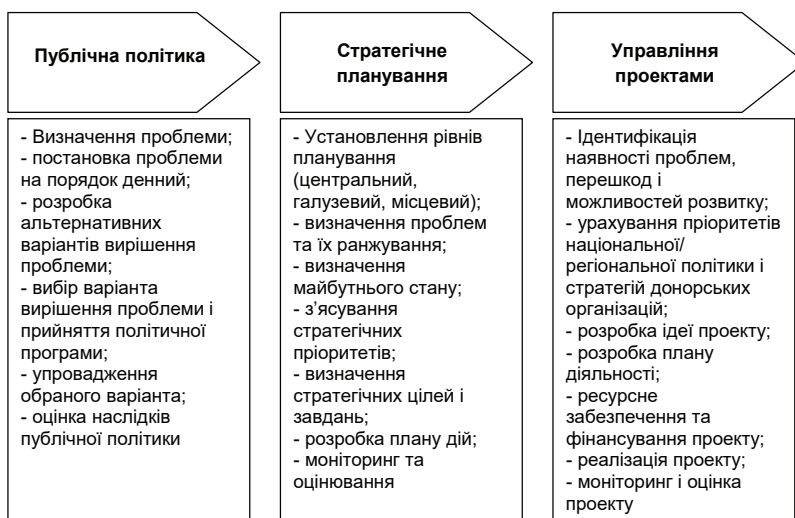 Публічна політика
- Визначення проблеми;
- постановка проблеми
на порядок денний;
- розробка
альтернативних
варіантів вирішення
проблеми;
- вибір варіанта
вирішення проблеми і
прийняття політичної
програми;
- упровадження
обраного варіанта;
- оцінка наслідків
публічної політики
Стратегічне
планування
- Установлення рівнів
планування
(центральний,
галузевий, місцевий);
- визначення проблем
та їх ранжування;
- визначення
майбутнього стану;
- з’ясування
стратегічних
пріоритетів;
- визначення
стратегічних цілей і
завдань;
- розробка плану дій;
- моніторинг та
оцінювання
Управління
проектами
- Ідентифікація
наявності проблем,
перешкод і
можливостей розвитку;
- урахування пріоритетів
національної/
регіональної політики і
стратегій донорських
організацій;
- розробка ідеї проекту;
- розробка плану
діяльності;
- ресурсне
забезпечення та
фінансування проекту;
- реалізація проекту;
- моніторинг і оцінка
проекту